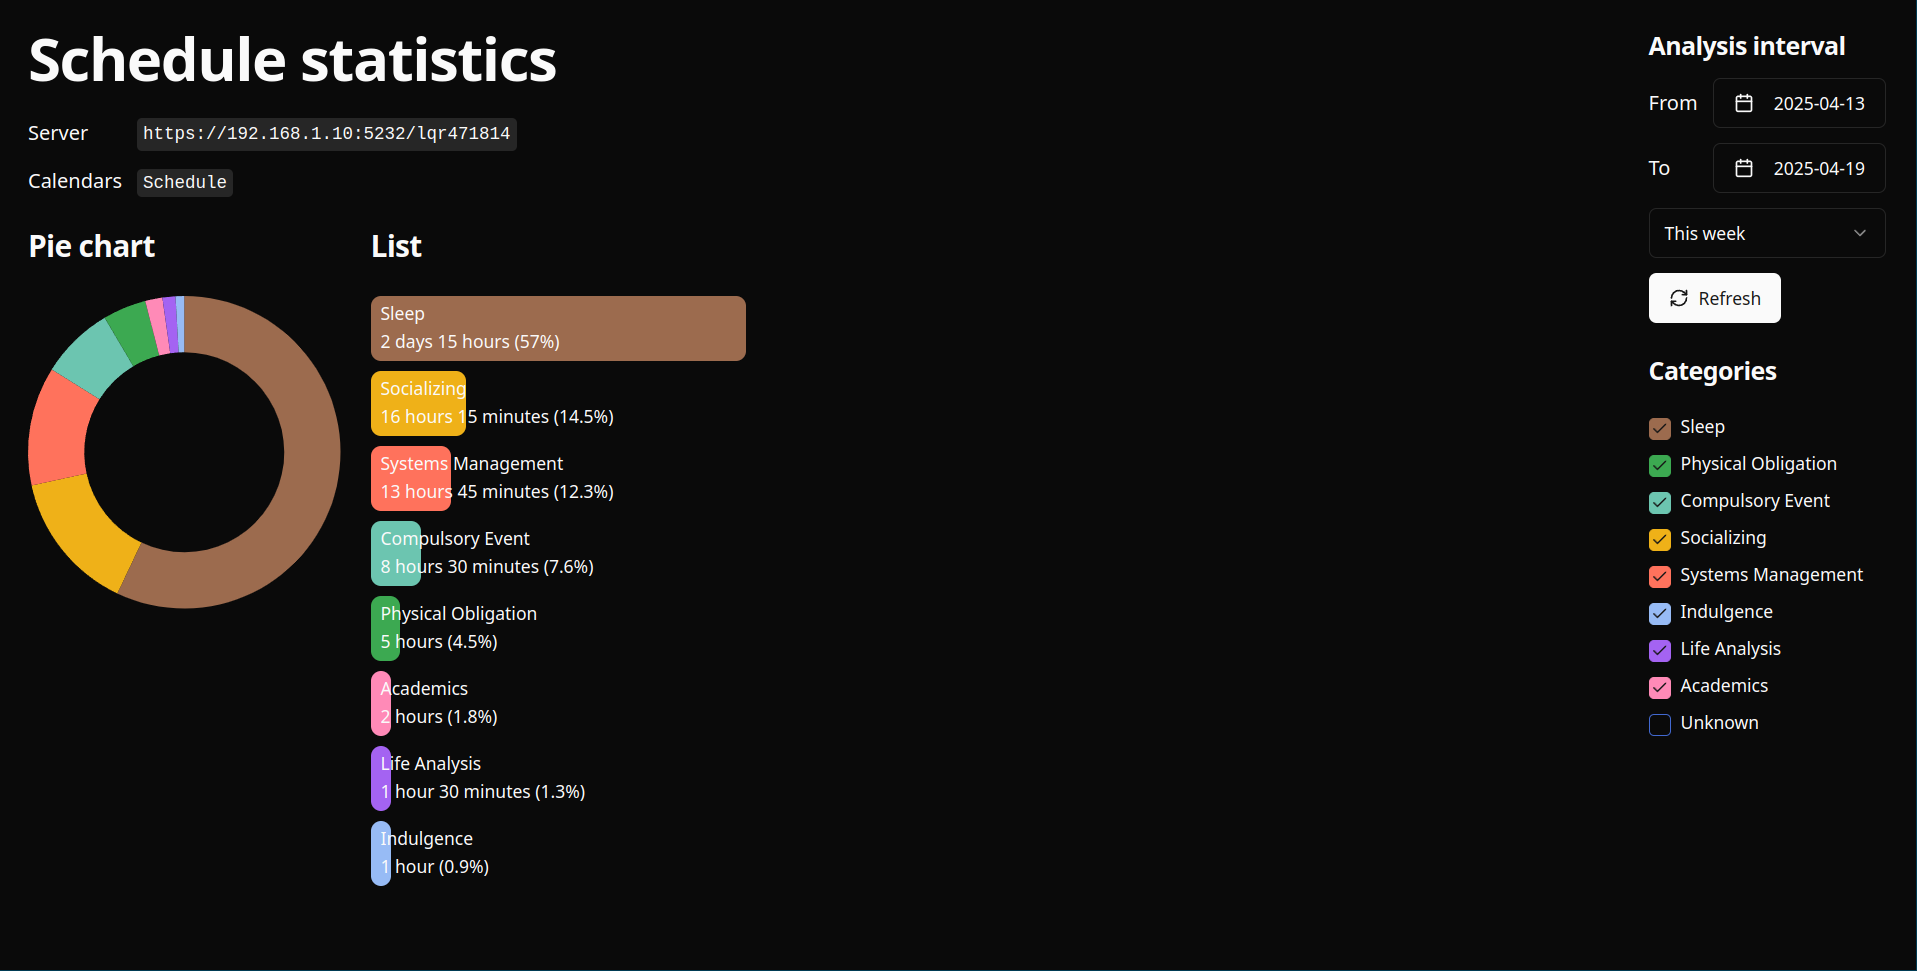 Schedule statistics
Server https://192.168.1.10:5232/lqr471814
Calendars Schedule
Pie chart
List
Sleep
2 days 15 hours (57%)
Socializing
16 hours 15 minutes (14.5%)
Systems Management
13 hours 45 minutes (12.3%)
Compulsory Event
8 hours 30 minutes (7.6%)
Physical Obligation
5 hours (4.5%)
Academics
2 hours (1.8%)
Life Analysis
1 hour 30 minutes (1.3%)
Indulgence
1 hour (0.9%)
Analysis interval
From 2025-04-13
To 2025-04-19
This week
Refresh
Categories
Sleep
Physical Obligation
Compulsory Event
Socializing
Systems Management
Indulgence
Life Analysis
Academics
Unknown